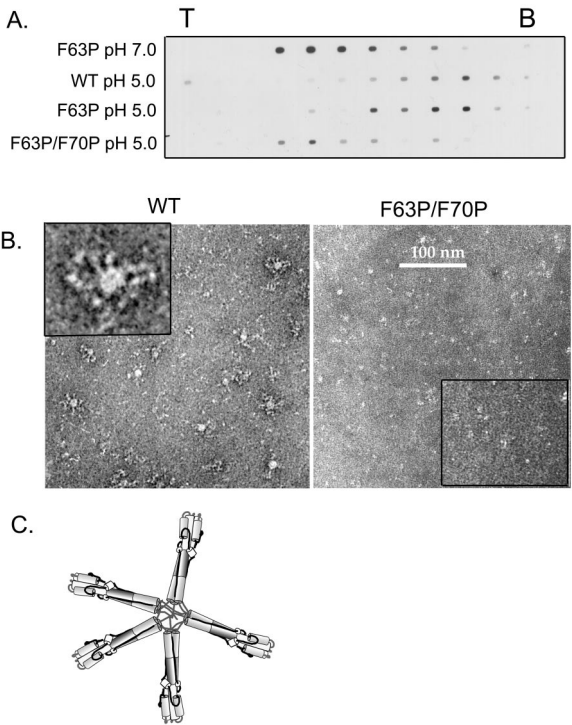 A.
T B
F63P pH 7.0
WT pH 5.0
F63P pH 5.0
F63P/F70P pH 5.0
WT F63P/F70P
B.
100 nm
C.